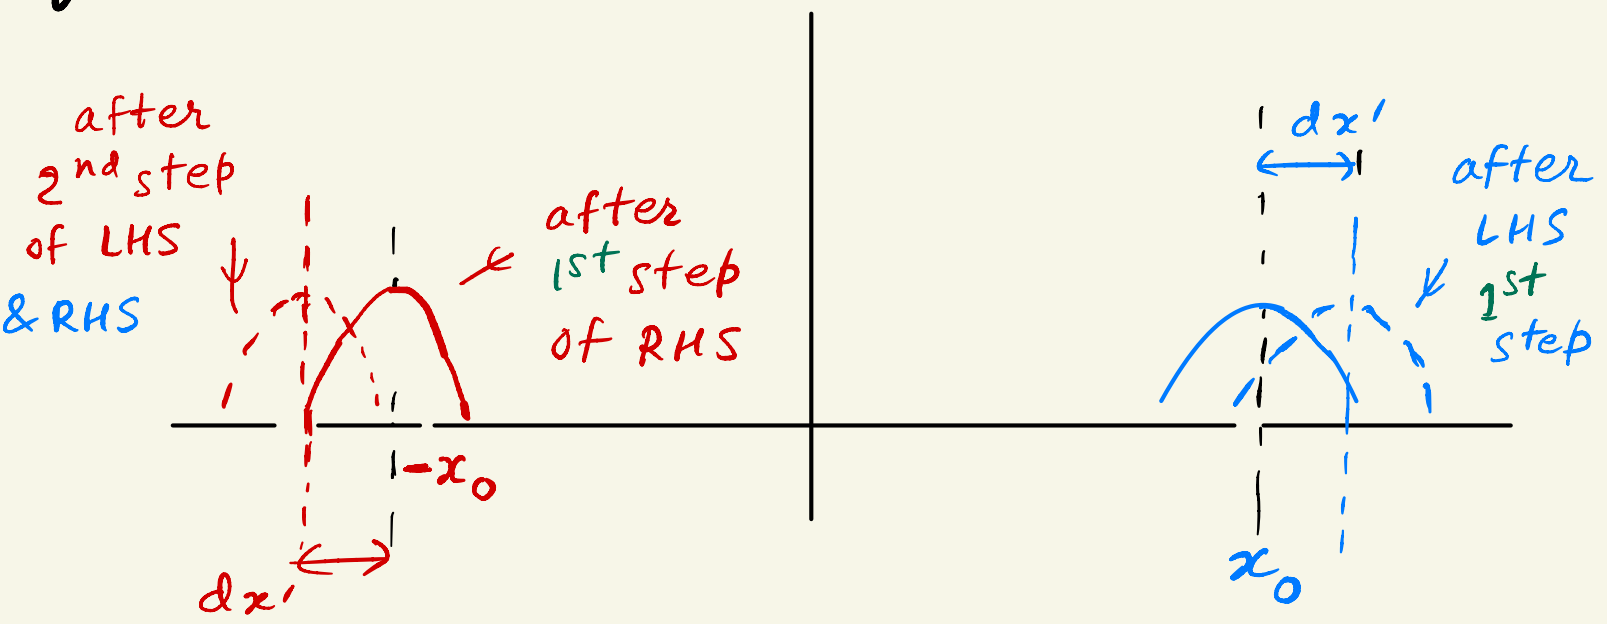 after
2nd step
of LHS
& RHS
after
1st step
of RHS
dx'
after
LHS
1st
step
-x₀
dx'
x₀